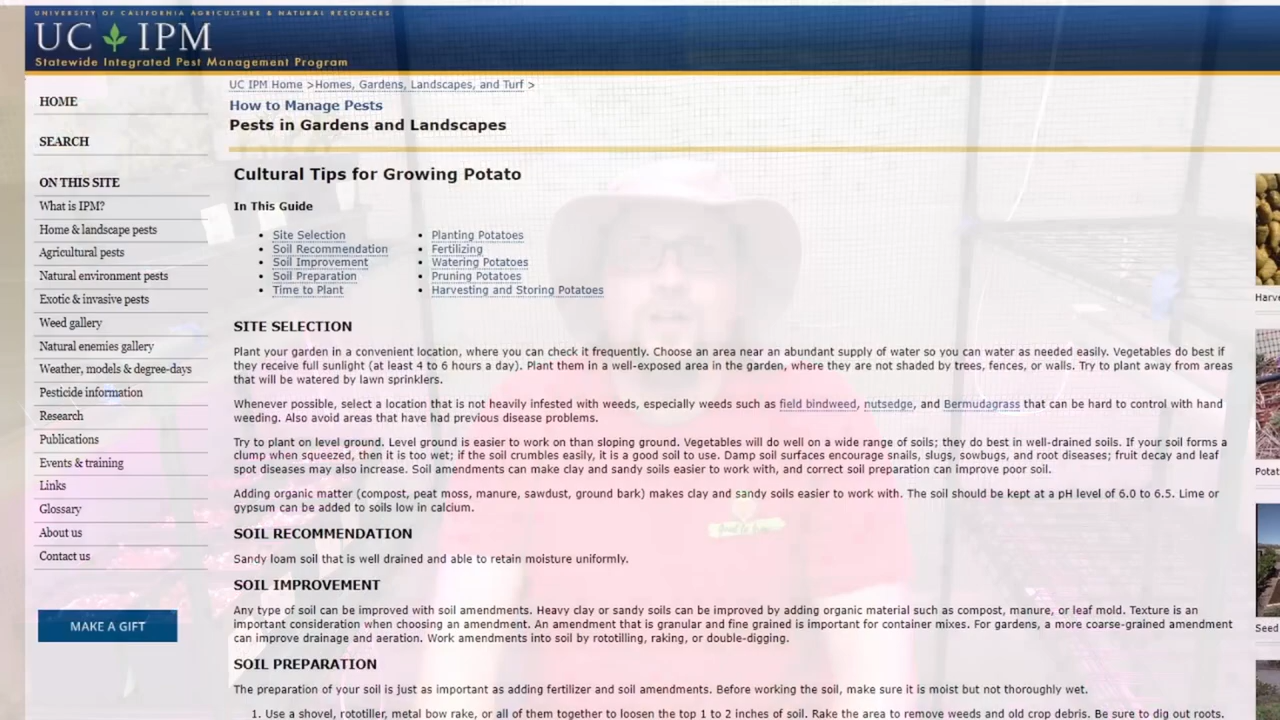 UNIVERSITY OF CALIFORNIA AGRICULTURE & NATURAL RESOURCES
UC IPM
Statewide Integrated Pest Management Program
HOME
SEARCH
ON THIS SITE
What is IPM?
Home & landscape pests
Agricultural pests
Natural environment pests
Exotic & invasive pests
Weed gallery
Natural enemies gallery
Weather, models & degree-days
Pesticide information
Research
Publications
Events & training
Links
Glossary
About us
Contact us
MAKE A GIFT
UC IPM Home >Homes, Gardens, Landscapes, and Turf >
How to Manage Pests
Pests in Gardens and Landscapes
Cultural Tips for Growing Potato
In This Guide
Site Selection
Soil Recommendation
Soil Improvement
Soil Preparation
Time to Plant
Planting Potatoes
Fertilizing
Watering Potatoes
Pruning Potatoes
Harvesting and Storing Potatoes
SITE SELECTION
Plant your garden in a convenient location, where you can check it frequently. Choose an area near an abundant supply of water so you can water as needed easily. Vegetables do best if
they receive full sunlight (at least 4 to 6 hours a day). Plant them in a well-exposed area in the garden, where they are not shaded by trees, fences, or walls. Try to plant away from areas
that will be watered by lawn sprinklers.
Whenever possible, select a location that is not heavily infested with weeds, especially weeds such as field bindweed, nutsedge, and Bermudagrass that can be hard to control with hand
weeding. Also avoid areas that have had previous disease problems.
Try to plant on level ground. Level ground is easier to work on than sloping ground. Vegetables will do well on a wide range of soils; they do best in well-drained soils. If your soil forms a
clump when squeezed, then it is too wet; if the soil crumbles easily, it is a good soil to use. Damp soil surfaces encourage snails, slugs, sowbugs, and root diseases; fruit decay and leaf
spot diseases may also increase. Soil amendments can make clay and sandy soils easier to work with, and correct soil preparation can improve poor soil.
Adding organic matter (compost, peat moss, manure, sawdust, ground bark) makes clay and sandy soils easier to work with. The soil should be kept at a pH level of 6.0 to 6.5. Lime or
gypsum can be added to soils low in calcium.
SOIL RECOMMENDATION
Sandy loam soil that is well drained and able to retain moisture uniformly.
SOIL IMPROVEMENT
Any type of soil can be improved with soil amendments. Heavy clay or sandy soils can be improved by adding organic material such as compost, manure, or leaf mold. Texture is an
important consideration when choosing an amendment. An amendment that is granular and fine grained is important for container mixes. For gardens, a more coarse-grained amendment
can improve drainage and aeration. Work amendments into soil by rototilling, raking, or double-digging.
SOIL PREPARATION
The preparation of your soil is just as important as adding fertilizer and soil amendments. Before working the soil, make sure it is moist but not thoroughly wet.
1. Use a shovel, rototiller, metal bow rake, or all of them together to loosen the top 1 to 2 inches of soil. Rake the area to remove weeds and old crop debris. Be sure to dig out roots.
Harve
Potat
Seed